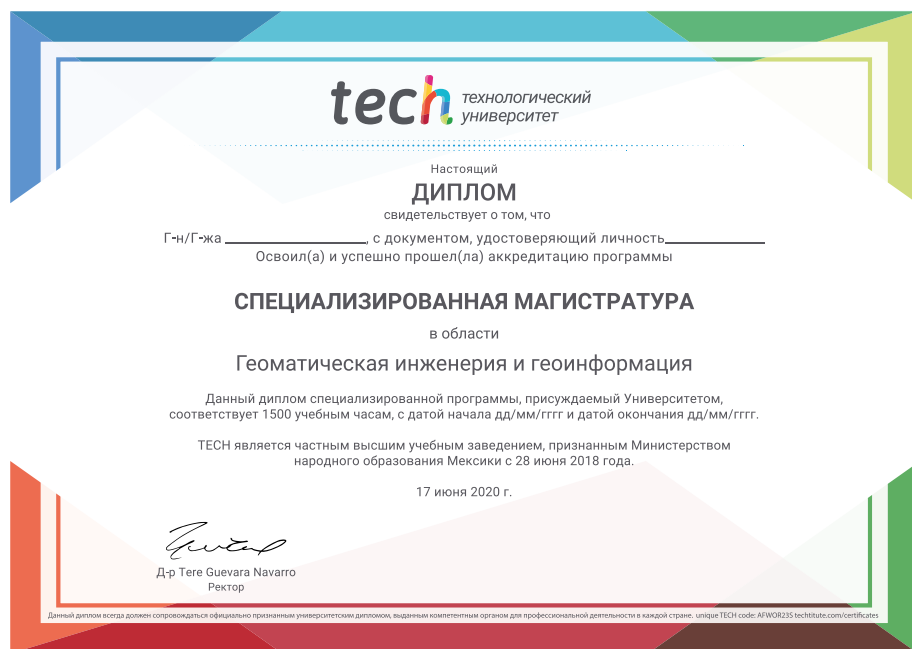 tech технологический
университет
Настоящий
ДИПЛОМ
свидетельствует о том, что
Г-н/Г-жа ____________________, с документом, удостоверяющий личность______________
Освоил(а) и успешно прошел(ла) аккредитацию программы
СПЕЦИАЛИЗИРОВАННАЯ МАГИСТРАТУРА
в области
Геоматическая инженерия и геоинформация
Данный диплом специализированной программы, присуждаемый Университетом,
соответствует 1500 учебным часам, с датой начала дд/мм/гггг и датой окончания дд/мм/гггг.
TECH является частным высшим учебным заведением, признанным Министерством
народного образования Мексики с 28 июня 2018 года.
17 июня 2020 г.
Д-р Tere Guevara Navarro
Ректор
Данный диплом всегда должен сопровождаться официально признанным университетским дипломом, выданным компетентным органом для профессиональной деятельности в каждой стране. unique TECH code: AFWOR23S techtitute.com/certificates